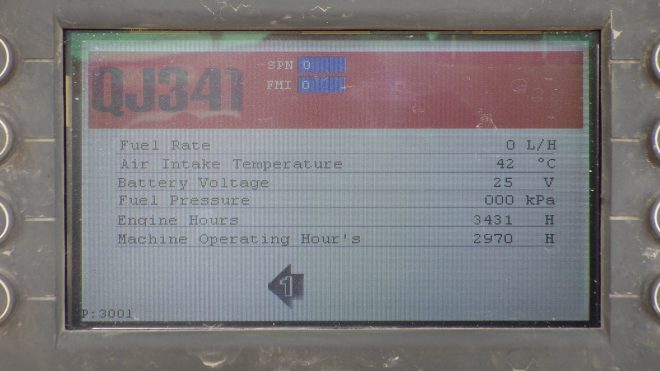 QJ341
SPN 0
FMI 0
Fuel Rate 0 L/H
Air Intake Temperature 42 °C
Battery Voltage 25 V
Fuel Pressure 000 kPa
Engine Hours 3431 H
Machine Operating Hour's 2970 H
1
P:3001